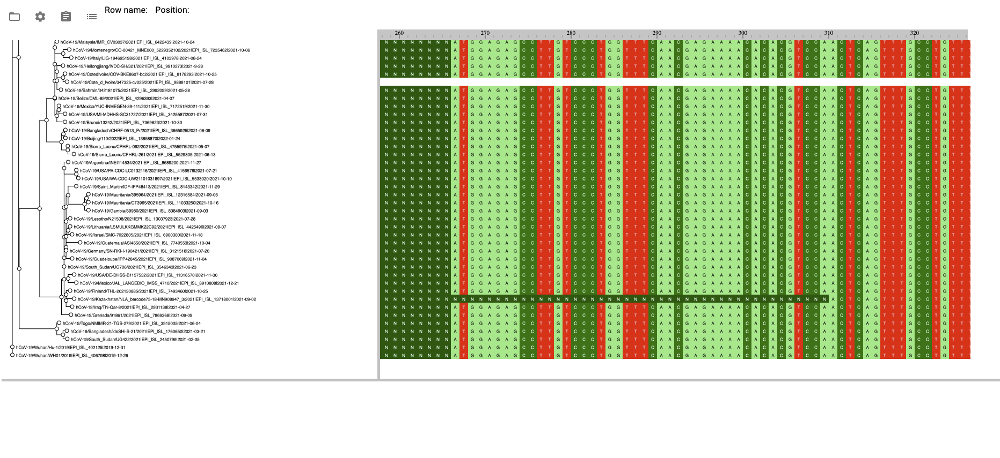 Row name: Position:
260 270 280 290 300 310 320
hCoV-19/Malaysia/IMR_CV03037/2021|EPI_ISL_6422439|2021-10-24 NNNNNNNNATGGAGAGCCTTGTCCCTGGTTTCAACGAGAAAACACACGTCCAACTCAGTTTGCCTGTT
hCoV-19/Montenegro/CO-00421_MNE000_5229352102/2021|EPI_ISL_7235462|2021-10-06 NNNNNNNNATGGAGAGCCTTGTCCCTGGTTTCAACGAGAAAACACACGTCCAACTCAGTTTGCCTGTT
hCoV-19/Italy/LIG-194695198/2021|EPI_ISL_4103978|2021-08-24 NNNNNNNNATGGAGAGCCTTGTCCCTGGTTTCAACGAGAAAACACACGTCCAACTCAGTTTGCCTGTT
hCoV-19/Heilongjiang/IVDC-SH/321/2021|EPI_ISL_9910273|2021-9-28 NNNNNNNNATGGAGAGCCTTGTCCCTGGTTTCAACGAGAAAACACACGTCCAACTCAGTTTGCCTGTT
hCoV-19/CotedIvoire/COV-BKE8607-bc2/2021|EPI_ISL_8178293|2021-10-25 NNNNNNNNATGGAGAGCCTTGTCCCTGGTTTCAACGAGAAAACACACGTCCAACTCAGTTTGCCTGTT
hCoV-19/Cote_d_Ivoire/347325-cv025/2021|EPI_ISL_9888101|2021-07-28
hCoV-19/Bahrain/342181075/2021|EPI_ISL_2992099|2021-05-28 NNNNNNNNATGGAGAGCCTTGTCCCTGGTTTCAACGAGAAAACACACGTCCAACTCAGTTTGCCTGTT
hCoV-19/Belize/CML-89/2021|EPI_ISL_4296393|2021-04-07 NNNNNNNNATGGAGAGCCTTGTCCCTGGTTTCAACGAGAAAACACACGTCCAACTCAGTTTGCCTGTT
hCoV-19/Mexico/YUC-INMEGEN-39-111/2021|EPI_ISL_7172519|2021-11-30 NNNNNNNNATGGAGAGCCTTGTCCCTGGTTTCAACGAGAAAACACACGTCCAACTCAGTTTGCCTGTT
hCoV-19/USA/MI-MDHHS-SC31727/2021|EPI_ISL_3425587|2021-07-31 NNNNNNNNATGGAGAGCCTTGTCCCTGGTTTCAACGAGAAAACACACGTCCAACTCAGTTTGCCTGTT
hCoV-19/Brunei/13242/2021|EPI_ISL_7369623|2021-10-30 NNNNNNNNATGGAGAGCCTTGTCCCTGGTTTCAACGAGAAAACACACGTCCAACTCAGTTTGCCTGTT
hCoV-19/Bangladesh/CHRF-0513_Pr/2021|EPI_ISL_3665925|2021-06-09 NNNNNNNNATGGAGAGCCTTGTCCCTGGTTTCAACGAGAAAACACACGTCCAACTCAGTTTGCCTGTT
hCoV-19/Beijing/110/2022|EPI_ISL_13858870|2022-01-24 NNNNNNNNATGGAGAGCCTTGTCCCTGGTTTCAACGAGAAAACACACGTCCAACTCAGTTTGCCTGTT
hCoV-19/Sierra_Leone/CPHRL-092/2021|EPI_ISL_4755975|2021-05-07 NNNNNNNNATGGAGAGCCTTGTCCCTGGTTTCAACGAGAAAACACACGTCCAACTCAGTTTGCCTGTT
hCoV-19/Sierra_Leone/CPHRL-261/2021|EPI_ISL_5529805|2021-06-13 NNNNNNNNATGGAGAGCCTTGTCCCTGGTTTCAACGAGAAAACACACGTCCAACTCAGTTTGCCTGTT
hCoV-19/Argentina/INEI114534/2021|EPI_ISL_8689200|2021-11-27 NNNNNNNNATGGAGAGCCTTGTCCCTGGTTTCAACGAGAAAACACACGTCCAACTCAGTTTGCCTGTT
hCoV-19/USA/PA-CDC-LC0132116/2021|EPI_ISL_4156576|2021-07-21 NNNNNNNNATGGAGAGCCTTGTCCCTGGTTTCAACGAGAAAACACACGTCCAACTCAGTTTGCCTGTT
hCoV-19/USA/WA-CDC-UW21101031897/2021|EPI_ISL_5533020|2021-10-10 NNNNNNNNATGGAGAGCCTTGTCCCTGGTTTCAACGAGAAAACACACGTCCAACTCAGTTTGCCTGTT
hCoV-19/Saint_Martin/IDF-IPP48413/2021|EPI_ISL_8143342|2021-11-29 NNNNNNNNATGGAGAGCCTTGTCCCTGGTTTCAACGAGAAAACACACGTCCAACTCAGTTTGCCTGTT
hCoV-19/Mauritanie/395964/2021|EPI_ISL_12316584|2021-09-06 NNNNNNNNATGGAGAGCCTTGTCCCTGGTTTCAACGAGAAAACACACGTCCAACTCAGTTTGCCTGTT
hCoV-19/Mauritania/CT3965/2021|EPI_ISL_11033250|2021-10-16 NNNNNNNNATGGAGAGCCTTGTCCCTGGTTTCAACGAGAAAACACACGTCCAACTCAGTTTGCCTGTT
hCoV-19/Gambia/69980/2021|EPI_ISL_8384903|2021-09-03 NNNNNNNNATGGAGAGCCTTGTCCCTGGTTTCAACGAGAAAACACACGTCCAACTCAGTTTGCCTGTT
hCoV-19/Lesotho/N21508/2021|EPI_ISL_13037923|2021-07-28 NNNNNNNNATGGAGAGCCTTGTCCCTGGTTTCAACGAGAAAACACACGTCCAACTCAGTTTGCCTGTT
hCoV-19/Lithuania/LSMULKKGMMK22C92/2021|EPI_ISL_4425496|2021-09-07 NNNNNNNNATGGAGAGCCTTGTCCCTGGTTTCAACGAGAAAACACACGTCCAACTCAGTTTGCCTGTT
hCoV-19/Israel/SMC-7022805/2021|EPI_ISL_6900300|2021-11-18 NNNNNNNNATGGAGAGCCTTGTCCCTGGTTTCAACGAGAAAACACACGTCCAACTCAGTTTGCCTGTT
hCoV-19/Guatemala/ASI4650/2021|EPI_ISL_7740553|2021-10-04 NNNNNNNNATGGAGAGCCTTGTCCCTGGTTTCAACGAGAAAACACACGTCCAACTCAGTTTGCCTGTT
hCoV-19/Germany/SN-RKI-I-190421/2021|EPI_ISL_3121518|2021-07-20 NNNNNNNNATGGAGAGCCTTGTCCCTGGTTTCAACGAGAAAACACACGTCCAACTCAGTTTGCCTGTT
hCoV-19/Guadeloupe/IPP42845/2021|EPI_ISL_9087069|2021-11-04 NNNNNNNNATGGAGAGCCTTGTCCCTGGTTTCAACGAGAAAACACACGTCCAACTCAGTTTGCCTGTT
hCoV-19/South_Sudan/UG706/2021|EPI_ISL_3546343|2021-06-23 NNNNNNNNATGGAGAGCCTTGTCCCTGGTTTCAACGAGAAAACACACGTCCAACTCAGTTTGCCTGTT
hCoV-19/USA/DE-DHSS-B1157532/2021|EPI_ISL_11316570|2021-11-30 NNNNNNNNATGGAGAGCCTTGTCCCTGGTTTCAACGAGAAAACACACGTCCAACTCAGTTTGCCTGTT
hCoV-19/Mexico/JAL_LANGEBIO_IMSS_4710/2021|EPI_ISL_8910808|2021-12-21 NNNNNNNNATGGAGAGCCTTGTCCCTGGTTTCAACGAGAAAACACACGTCCAACTCAGTTTGCCTGTT
hCoV-19/Finland/THL-202130885/2021|EPI_ISL_7493460|2021-10-25 NNNNNNNNATGGAGAGCCTTGTCCCTGGTTTCAACGAGAAAACACACGTCCAACTCAGTTTGCCTGTT
hCoV-19/Kazakhstan/NLA_barcode75-18-MN908947_3/2021|EPI_ISL_13718001|2021-09-02 NNNNNNNNNNNNNNNNNNNNNNNNNNNNNNNNNNNNNNNNNNNNNNNNNNNNACTCAGTTTGCCTGTT
hCoV-19/Iraq/Thi-Qar-8/2021|EPI_ISL_2931138|2021-04-27 NNNNNNNNATGGAGAGCCTTGTCCCTGGTTTCAACGAGAAAACACACGTCCAACTCAGTTTGCCTGTT
hCoV-19/Grenada/91861/2021|EPI_ISL_7869368|2021-09-09 NNNNNNNNATGGAGAGCCTTGTCCCTGGTTTCAACGAGAAAACACACGTCCAACTCAGTTTGCCTGTT
hCoV-19/Togo/NMIMR-21-TGS-279/2021|EPI_ISL_3915005|2021-06-04 NNNNNNNNATGGAGAGCCTTGTCCCTGGTTTCAACGAGAAAACACACGTCCAACTCAGTTTGCCTGTT
hCoV-19/Bangladesh/ideSHi-S-21/2021|EPI_ISL_1760650|2021-03-21 NNNNNNNNATGGAGAGCCTTGTCCCTGGTTTCAACGAGAAAACACACGTCCAACTCAGTTTGCCTGTT
hCoV-19/South_Sudan/UG422/2021|EPI_ISL_2450799|2021-02-05 NNNNNNNNATGGAGAGCCTTGTCCCTGGTTTCAACGAGAAAACACACGTCCAACTCAGTTTGCCTGTT
hCoV-19/Wuhan/Hu-1/2019|EPI_ISL_402125|2019-12-31 NNNNNNNNATGGAGAGCCTTGTCCCTGGTTTCAACGAGAAAACACACGTCCAACTCAGTTTGCCTGTT
hCoV-19/Wuhan/WH01/2019|EPI_ISL_406798|2019-12-26 NNNNNNNNATGGAGAGCCTTGTCCCTGGTTTCAACGAGAAAACACACGTCCAACTCAGTTTGCCTGTT